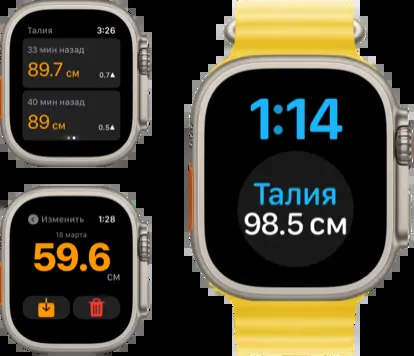 Талия 3:26
33 мин назад
89.7 см 0.7▲
40 мин назад
89 см 0.5▲
Изменить 1:28
18 марта
59.6
см
1:14
Талия
98.5 см